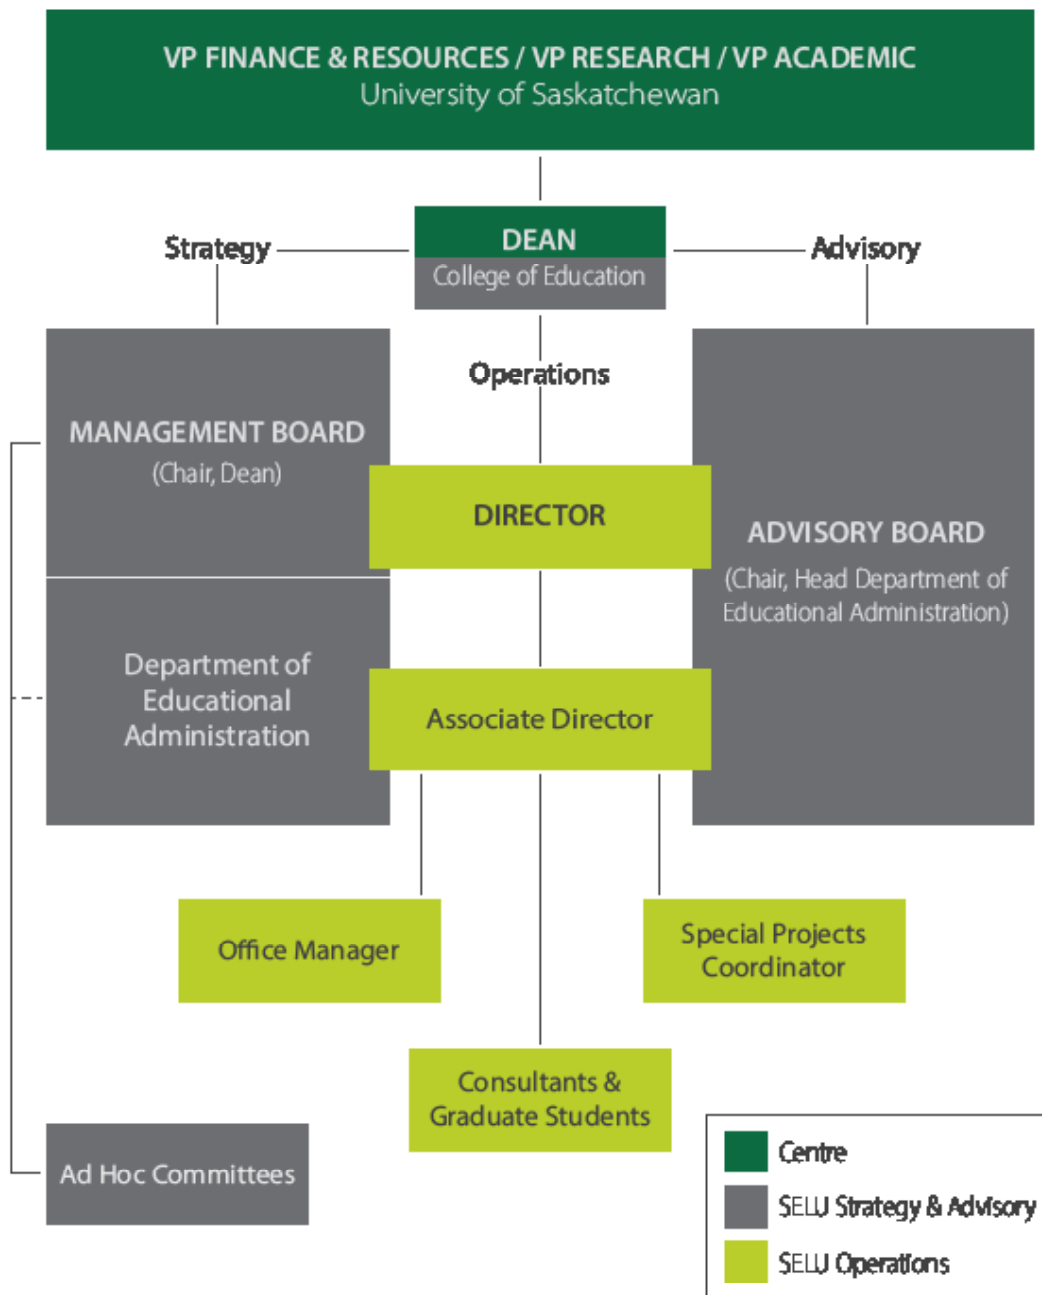 VP FINANCE & RESOURCES / VP RESEARCH / VP ACADEMIC
University of Saskatchewan
DEAN
College of Education
Strategy
Advisory
Operations
MANAGEMENT BOARD
(Chair, Dean)
DIRECTOR
ADVISORY BOARD
(Chair, Head Department of
Educational Administration)
Department of
Educational
Administration
Associate Director
Office Manager
Special Projects
Coordinator
Consultants &
Graduate Students
Ad Hoc Committees
Centre
SELU Strategy & Advisory
SELU Operations